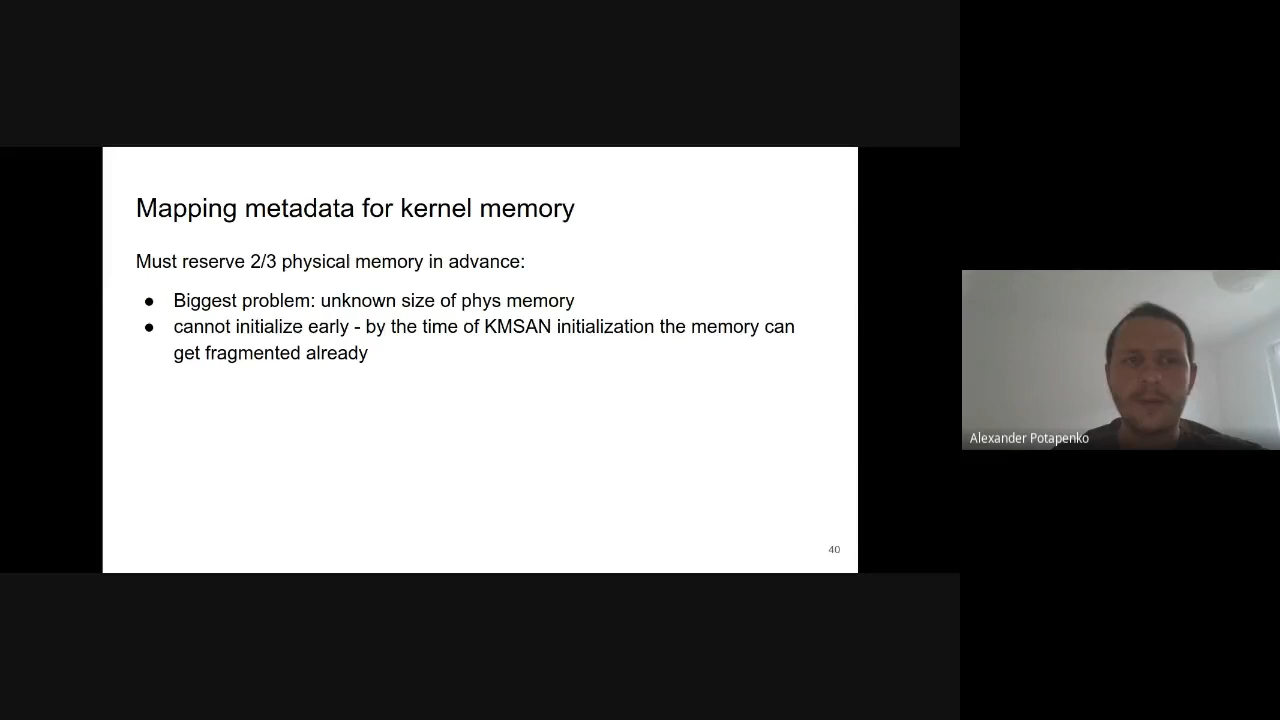 Mapping metadata for kernel memory
Must reserve 2/3 physical memory in advance:
● Biggest problem: unknown size of phys memory
● cannot initialize early - by the time of KMSAN initialization the memory can
get fragmented already
40
Alexander Potapenko